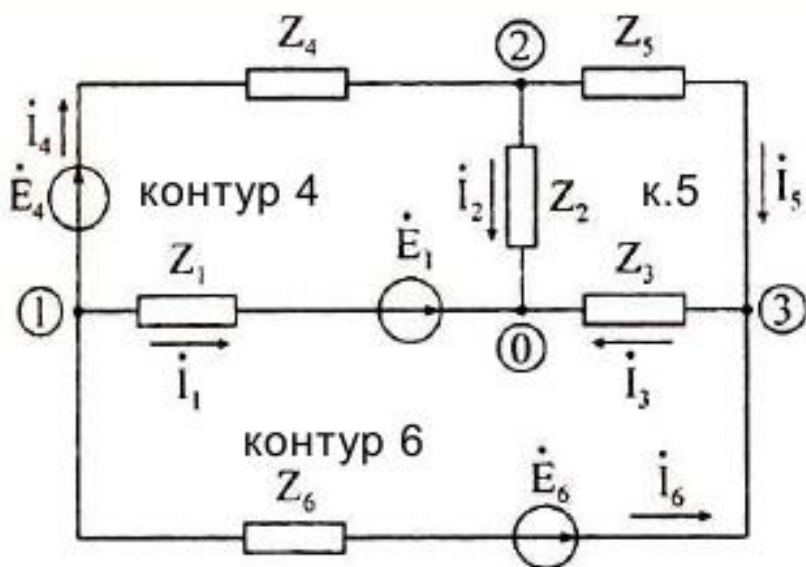 Z₄ ② Z₅
İ₄
Ė₄ контур 4 İ₂ Z₂ к.5 İ₅
Z₁ Ė₁ Z₃
① ⓪ ③
İ₁ İ₃
контур 6
Z₆ Ė₆ İ₆